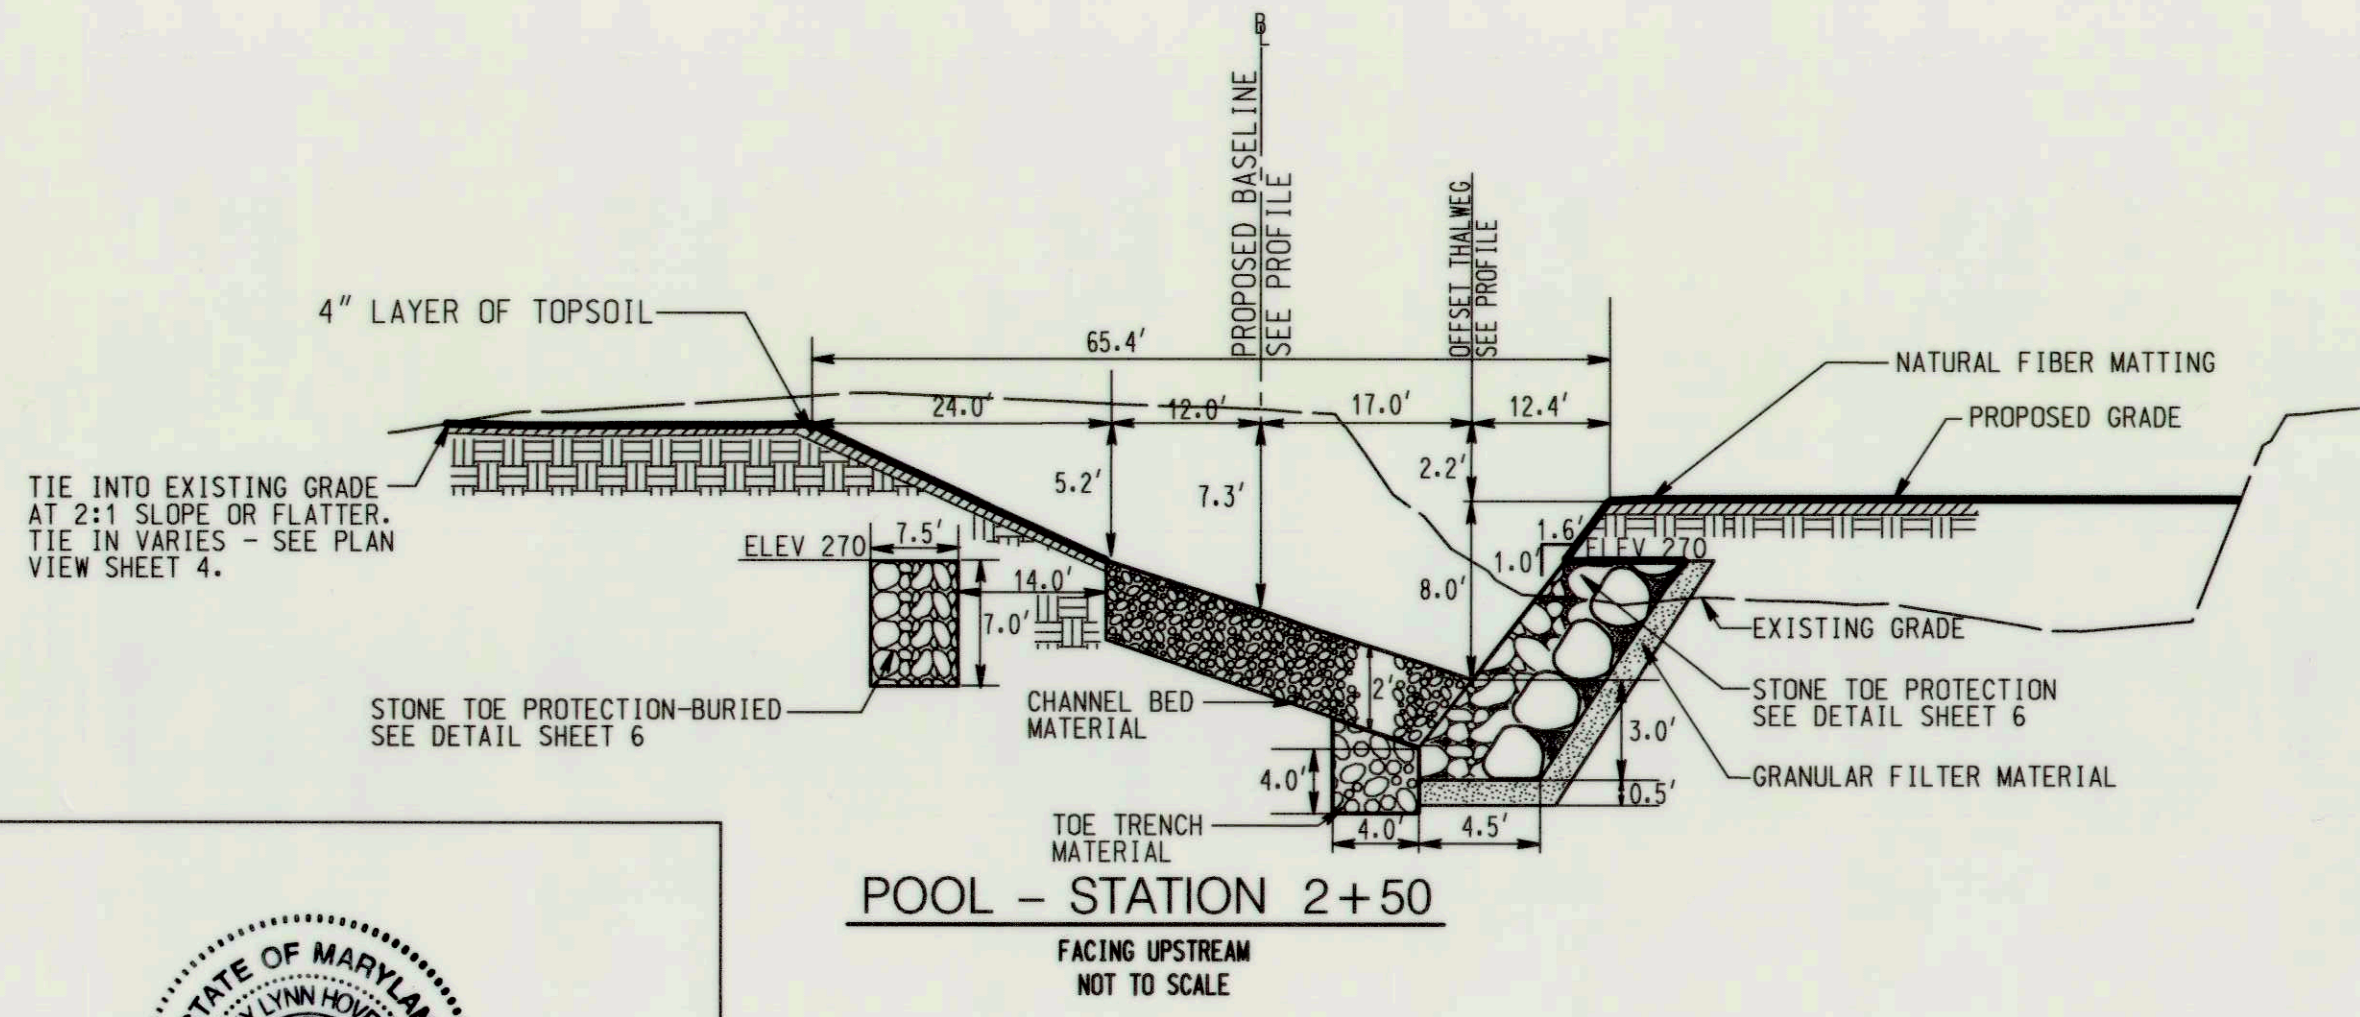 B
PROPOSED BASELINE
SEE PROFILE
OFFSET THALWEG
SEE PROFILE
4" LAYER OF TOPSOIL
65.4'
NATURAL FIBER MATTING
24.0'
12.0'
17.0'
12.4'
PROPOSED GRADE
TIE INTO EXISTING GRADE
AT 2:1 SLOPE OR FLATTER.
TIE IN VARIES - SEE PLAN
VIEW SHEET 4.
5.2'
7.3'
2.2'
ELEV 270
7.5'
1.6'
1.0'
ELEV 270
14.0'
8.0'
7.0'
EXISTING GRADE
STONE TOE PROTECTION-BURIED
SEE DETAIL SHEET 6
CHANNEL BED
MATERIAL
2'
STONE TOE PROTECTION
SEE DETAIL SHEET 6
3.0'
4.0'
GRANULAR FILTER MATERIAL
0.5'
TOE TRENCH
MATERIAL
4.0'
4.5'
POOL - STATION 2+50
FACING UPSTREAM
NOT TO SCALE
STATE OF MARYLAN
LYNN HOV